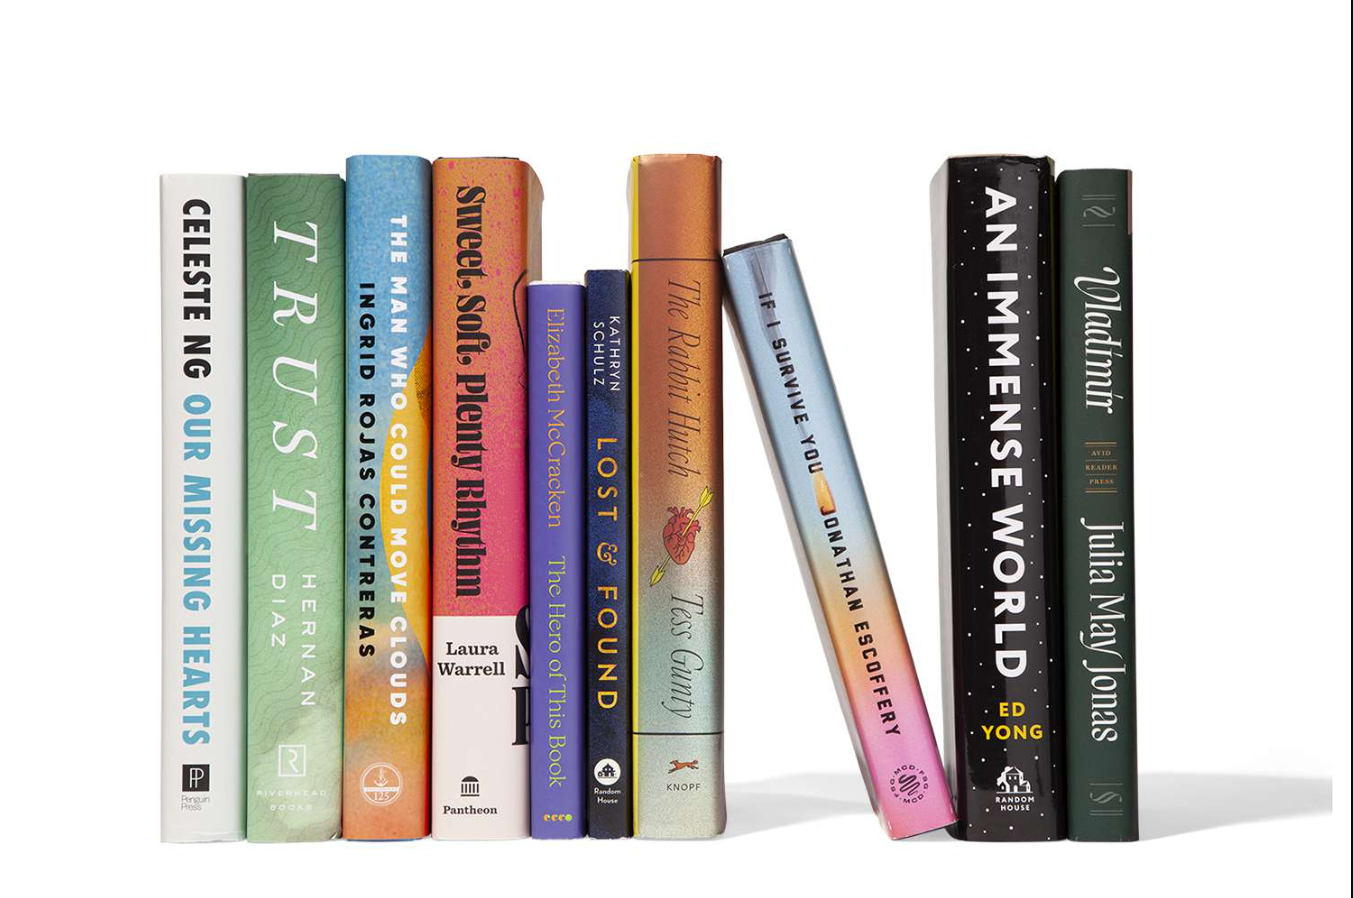 CELESTE NG OUR MISSING HEARTS
Penguin
Press
TRUST
HERNAN
DIAZ
RIVERHEAD
BOOKS
THE MAN WHO COULD MOVE CLOUDS
INGRID ROJAS CONTRERAS
125
Sweet, Soft, Plenty Rhythm
Laura
Warrell
Pantheon
Elizabeth McCracken The Hero of This Book
ecco
KATHRYN
SCHULZ
LOST & FOUND
Random
House
The Rabbit Hutch Tess Gunty
KNOPF
IF I SURVIVE YOU JONATHAN ESCOFFERY
MCD FSG
AN IMMENSE WORLD
ED
YONG
RANDOM
HOUSE
Vladimir
AVID
READER
PRESS
Julia May Jonas